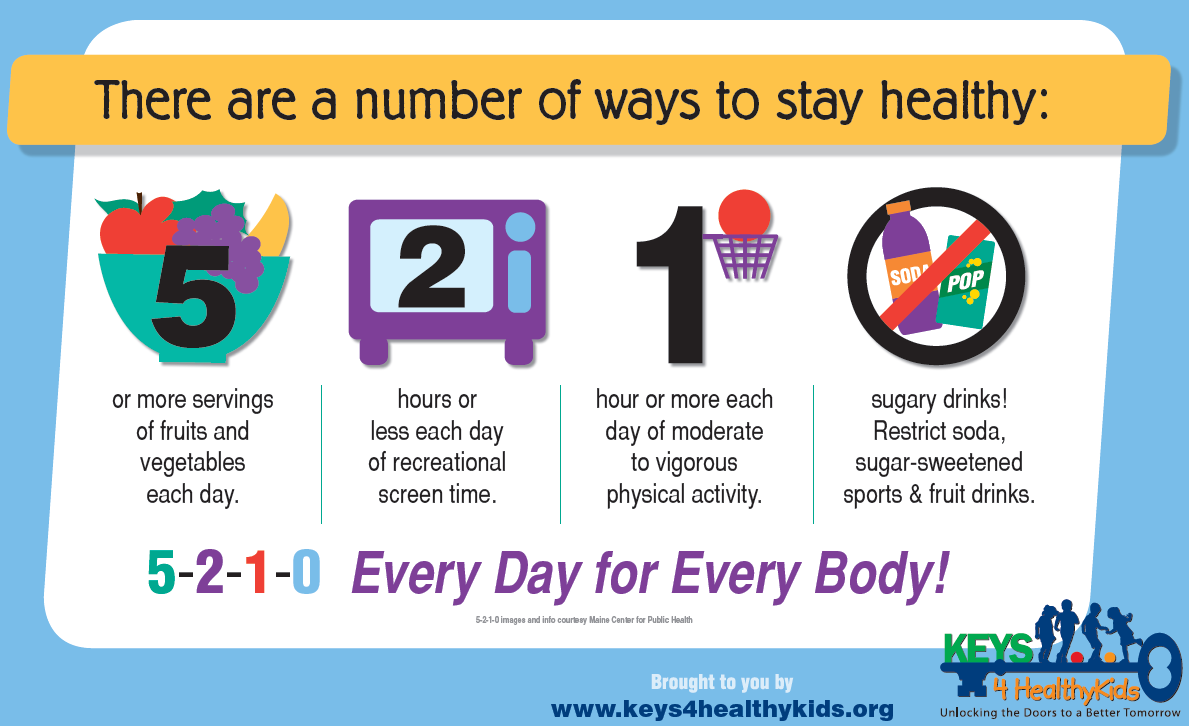 There are a number of ways to stay healthy:
5
or more servings
of fruits and
vegetables
each day.
2
hours or
less each day
of recreational
screen time.
1
hour or more each
day of moderate
to vigorous
physical activity.
SODA
POP
sugary drinks!
Restrict soda,
sugar-sweetened
sports & fruit drinks.
5-2-1-0 Every Day for Every Body!
5-2-1-0 images and info courtesy Maine Center for Public Health
Brought to you by
www.keys4healthykids.org
KEYS
4 HealthyKids
Unlocking the Doors to a Better Tomorrow